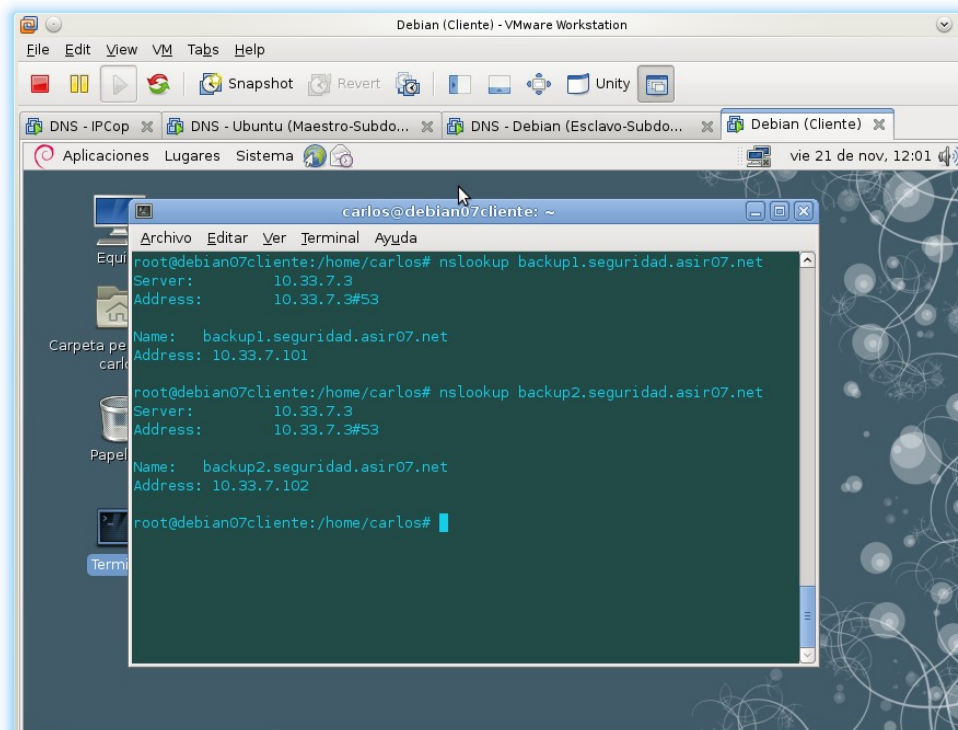 Debian (Cliente) - VMware Workstation
File Edit View VM Tabs Help
Snapshot Revert Unity
DNS - IPCop DNS - Ubuntu (Maestro-Subdo... DNS - Debian (Esclavo-Subdo... Debian (Cliente)
Aplicaciones Lugares Sistema vie 21 de nov, 12:01
carlos@debian07cliente: ~
Archivo Editar Ver Terminal Ayuda
Equi
Carpeta pe
carl
Papel
Termi
root@debian07cliente:/home/carlos# nslookup backup1.seguridad.asir07.net
Server: 10.33.7.3
Address: 10.33.7.3#53
Name: backup1.seguridad.asir07.net
Address: 10.33.7.101
root@debian07cliente:/home/carlos# nslookup backup2.seguridad.asir07.net
Server: 10.33.7.3
Address: 10.33.7.3#53
Name: backup2.seguridad.asir07.net
Address: 10.33.7.102
root@debian07cliente:/home/carlos#